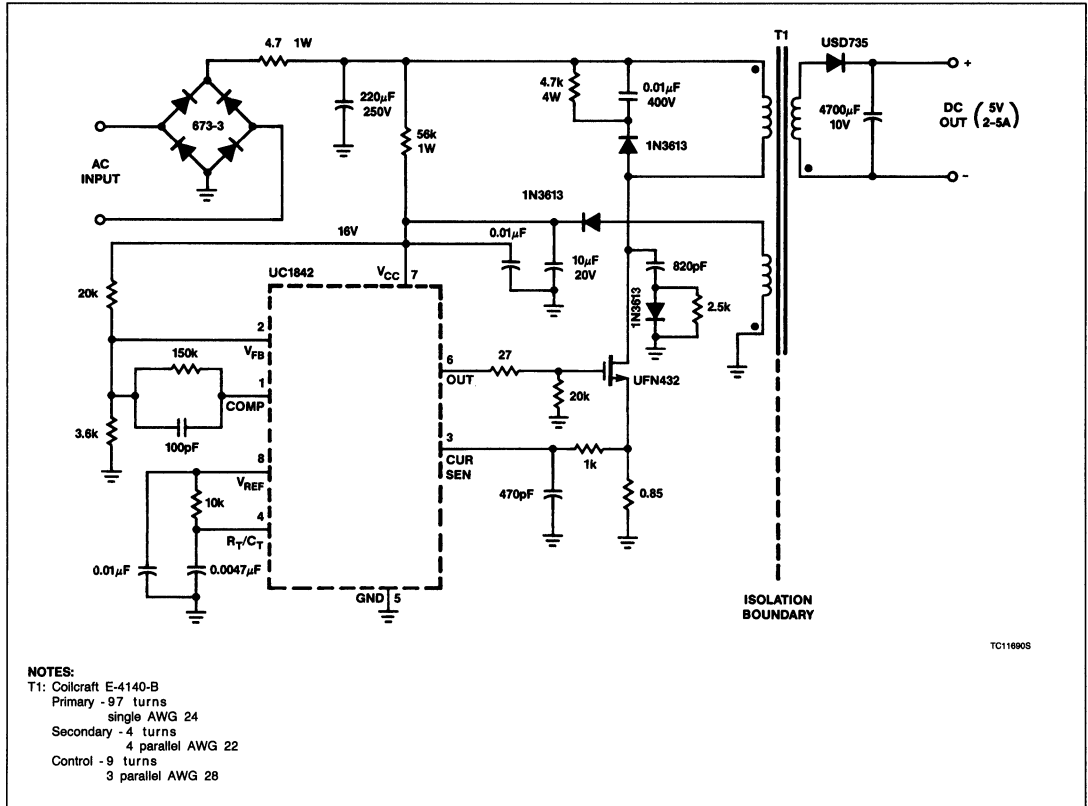 T1
4.7 1W
USD735
220μF
250V
4.7k
4W
0.01μF
400V
+
DC
OUT ( 5V
2-5A )
4700μF
10V
673-3
56k
1W
1N3613
AC
INPUT
–
1N3613
16V
0.01μF
UC1842
10μF
20V
820pF
VCC 7
20k
1N3613
2.5k
2
VFB
150k
6
OUT
27
UFN432
1
COMP
20k
3.6k
100pF
3
CUR
SEN
1k
8
VREF
470pF
0.85
10k
4
RT/CT
0.01μF
0.0047μF
GND 5
ISOLATION
BOUNDARY
TC11690S
NOTES:
T1: Coilcraft E-4140-B
Primary - 97 turns
single AWG 24
Secondary - 4 turns
4 parallel AWG 22
Control - 9 turns
3 parallel AWG 28